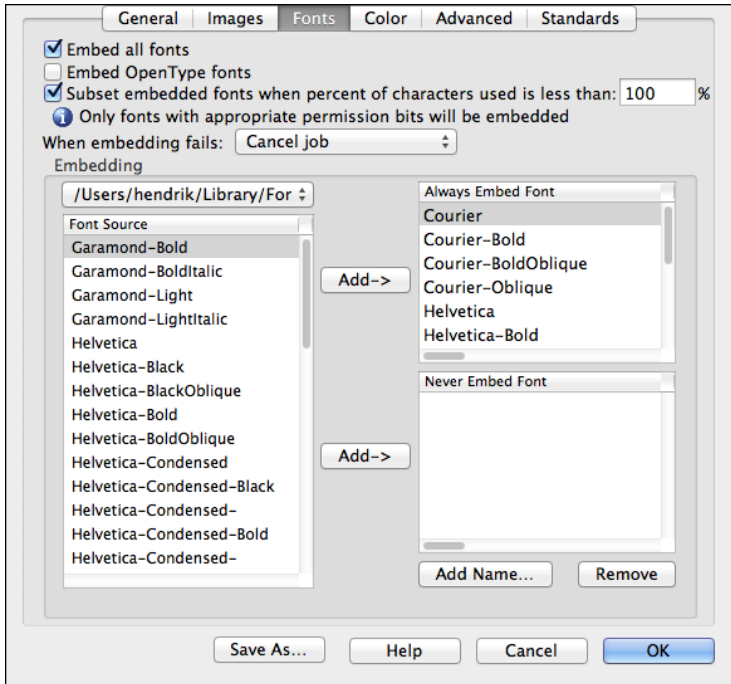 General Images Fonts Color Advanced Standards
Embed all fonts
Embed OpenType fonts
Subset embedded fonts when percent of characters used is less than: 100 %
Only fonts with appropriate permission bits will be embedded
When embedding fails: Cancel job
Embedding
/Users/hendrik/Library/For
Font Source
Garamond-Bold
Garamond-BoldItalic
Garamond-Light
Garamond-LightItalic
Helvetica
Helvetica-Black
Helvetica-BlackOblique
Helvetica-Bold
Helvetica-BoldOblique
Helvetica-Condensed
Helvetica-Condensed-Black
Helvetica-Condensed-
Helvetica-Condensed-Bold
Helvetica-Condensed-
Add->
Add->
Always Embed Font
Courier
Courier-Bold
Courier-BoldOblique
Courier-Oblique
Helvetica
Helvetica-Bold
Never Embed Font
Add Name... Remove
Save As... Help Cancel OK